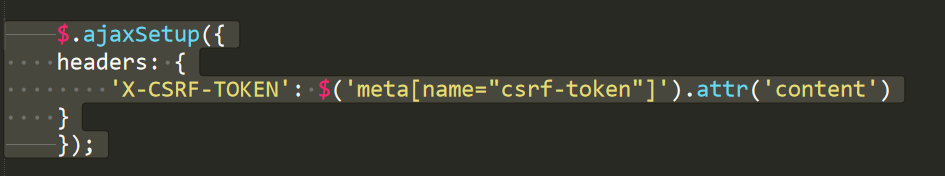 $.ajaxSetup({
headers: {
'X-CSRF-TOKEN': $('meta[name="csrf-token"]').attr('content')
}
});